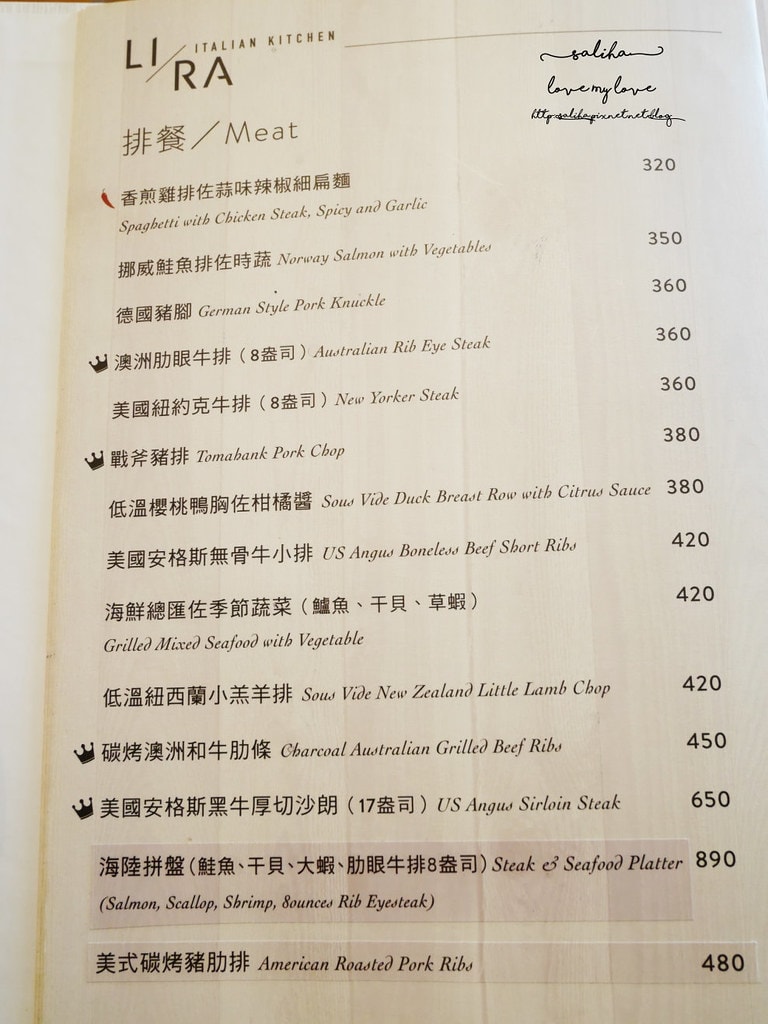 LI/RA ITALIAN KITCHEN
saliha
love my love
http:saliha.pixnet.net/blog
排餐／Meat
香煎雞排佐蒜味辣椒細扁麵 320
Spaghetti with Chicken Steak, Spicy and Garlic
挪威鮭魚排佐時蔬 Norway Salmon with Vegetables 350
德國豬腳 German Style Pork Knuckle 360
澳洲肋眼牛排（8盎司）Australian Rib Eye Steak 360
美國紐約克牛排（8盎司）New Yorker Steak 360
戰斧豬排 Tomahank Pork Chop 380
低溫櫻桃鴨胸佐柑橘醬 Sous Vide Duck Breast Row with Citrus Sauce 380
美國安格斯無骨牛小排 US Angus Boneless Beef Short Ribs 420
海鮮總匯佐季節蔬菜（鱸魚、干貝、草蝦） 420
Grilled Mixed Seafood with Vegetable
低溫紐西蘭小羔羊排 Sous Vide New Zealand Little Lamb Chop 420
碳烤澳洲和牛肋條 Charcoal Australian Grilled Beef Ribs 450
美國安格斯黑牛厚切沙朗（17盎司）US Angus Sirloin Steak 650
海陸拼盤（鮭魚、干貝、大蝦、肋眼牛排8盎司）Steak & Seafood Platter 890
(Salmon, Scallop, Shrimp, 8ounces Rib Eyesteak)
美式碳烤豬肋排 American Roasted Pork Ribs 480